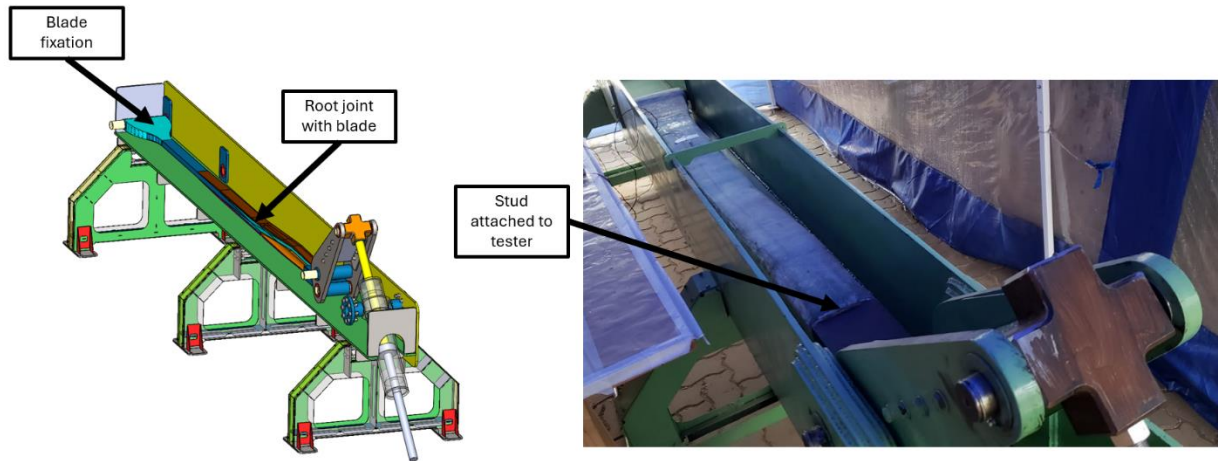 Blade
fixation
Root joint
with blade
Stud
attached to
tester